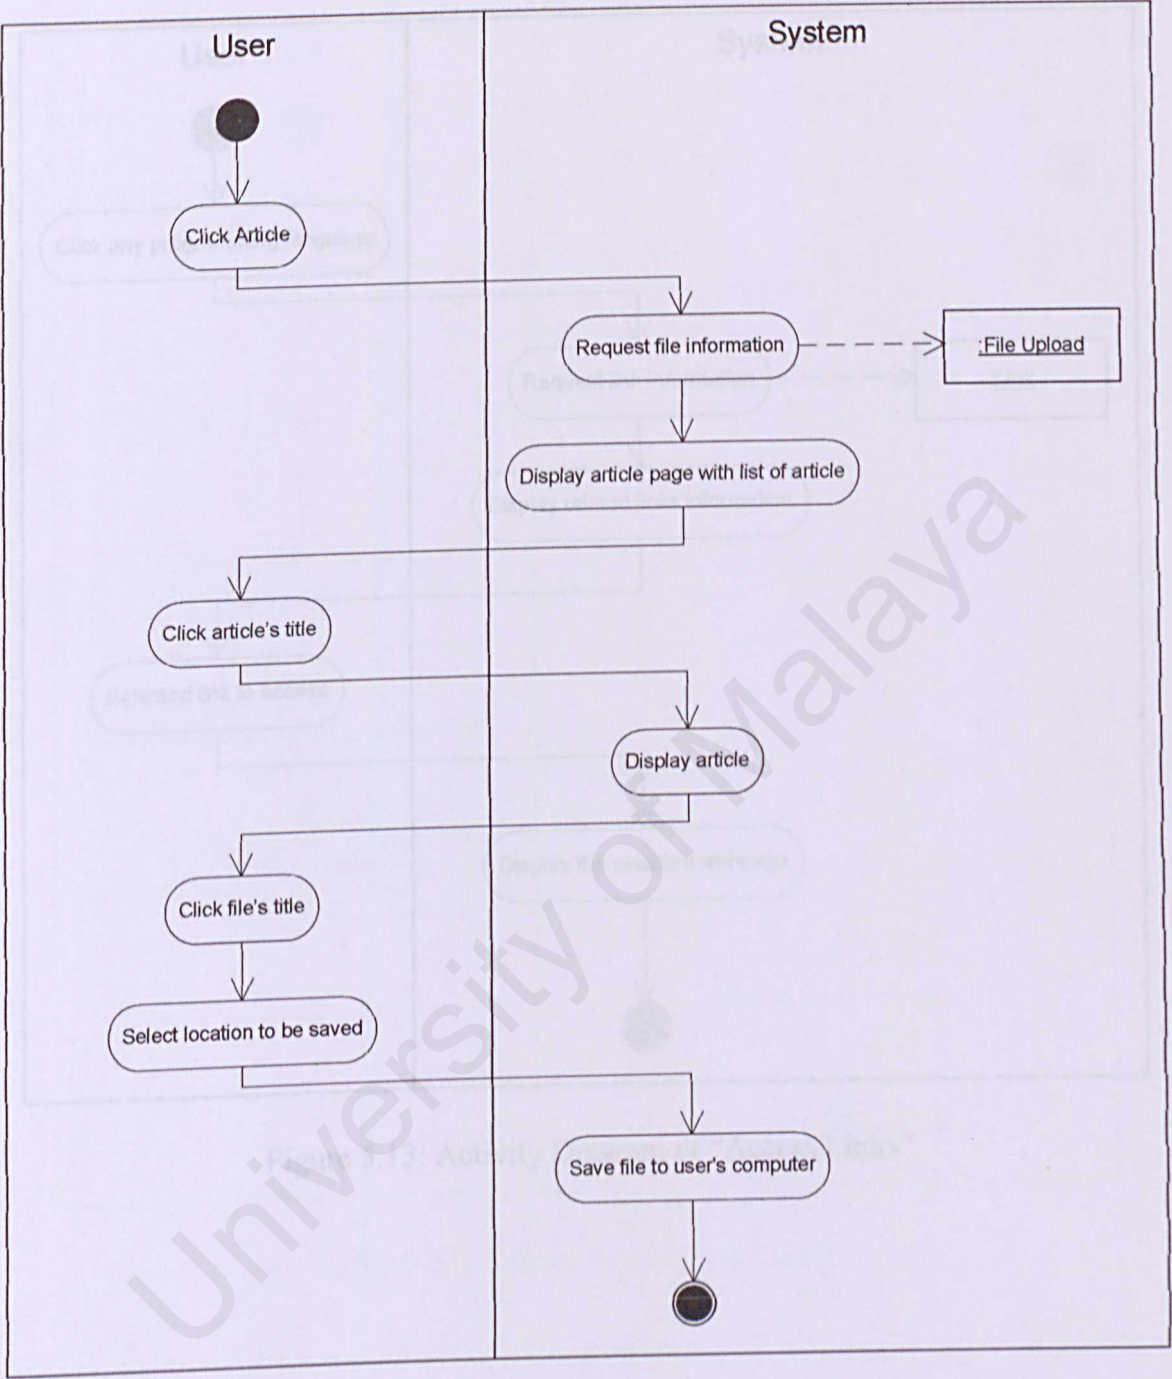 User
System
Click Article
Request file information
:File Upload
Display article page with list of article
Click article's title
Display article
Click file's title
Select location to be saved
Save file to user's computer
University of Malaya